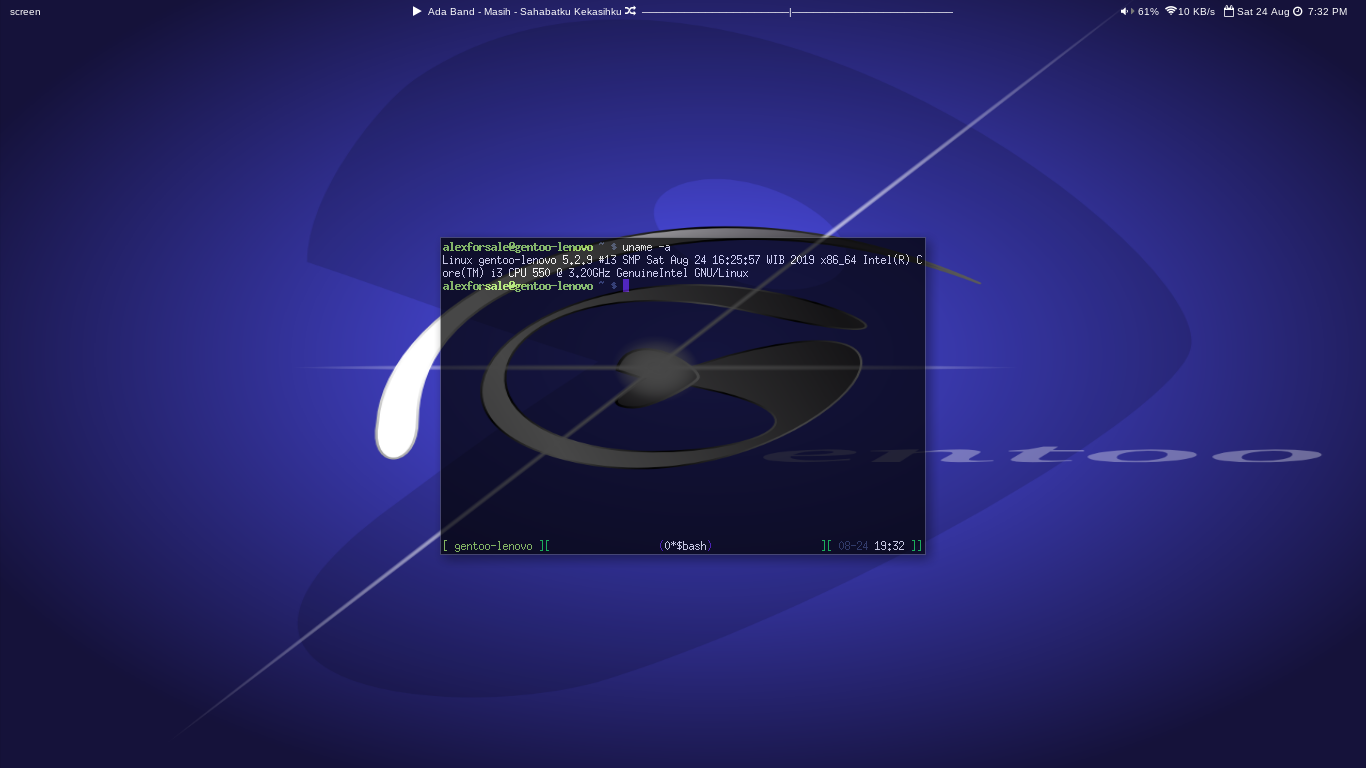 screen
Ada Band - Masih - Sahabatku Kekasihku
61% 10 KB/s Sat 24 Aug 7:32 PM
alexforsale@gentoo-lenovo ~ $ uname -a
Linux gentoo-lenovo 5.2.9 #13 SMP Sat Aug 24 16:25:57 WIB 2019 x86_64 Intel(R) C
ore(TM) i3 CPU 550 @ 3.20GHz GenuineIntel GNU/Linux
alexforsale@gentoo-lenovo ~ $
entoo
[ gentoo-lenovo ][ (0*$bash) ][ 08-24 19:32 ]]